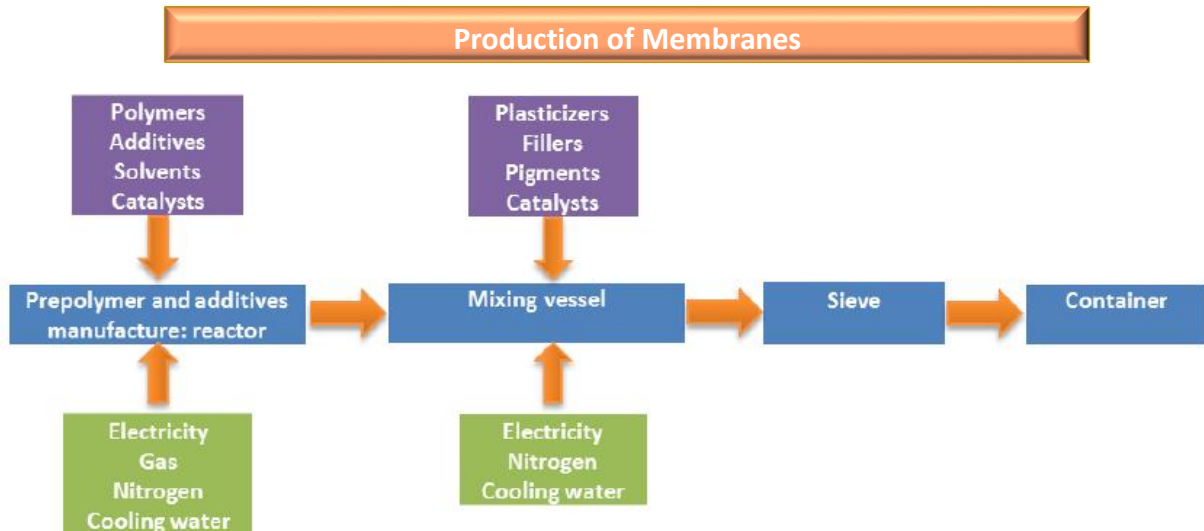 Production of Membranes
Polymers
Additives
Solvents
Catalysts
Plasticizers
Fillers
Pigments
Catalysts
Prepolymer and additives
manufacture: reactor
Mixing vessel
Sieve
Container
Electricity
Gas
Nitrogen
Cooling water
Electricity
Nitrogen
Cooling water